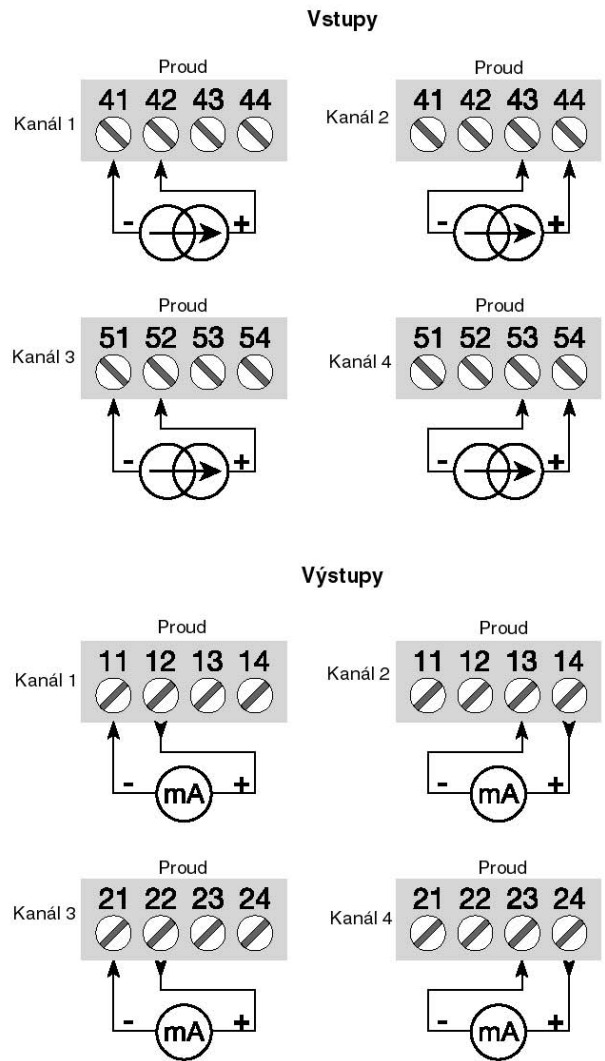 Vstupy
Proud
Kanál 1
41 42 43 44
- +
Proud
Kanál 2
41 42 43 44
- +
Proud
Kanál 3
51 52 53 54
- +
Proud
Kanál 4
51 52 53 54
- +
Výstupy
Proud
Kanál 1
11 12 13 14
- mA +
Proud
Kanál 2
11 12 13 14
- mA +
Proud
Kanál 3
21 22 23 24
- mA +
Proud
Kanál 4
21 22 23 24
- mA +